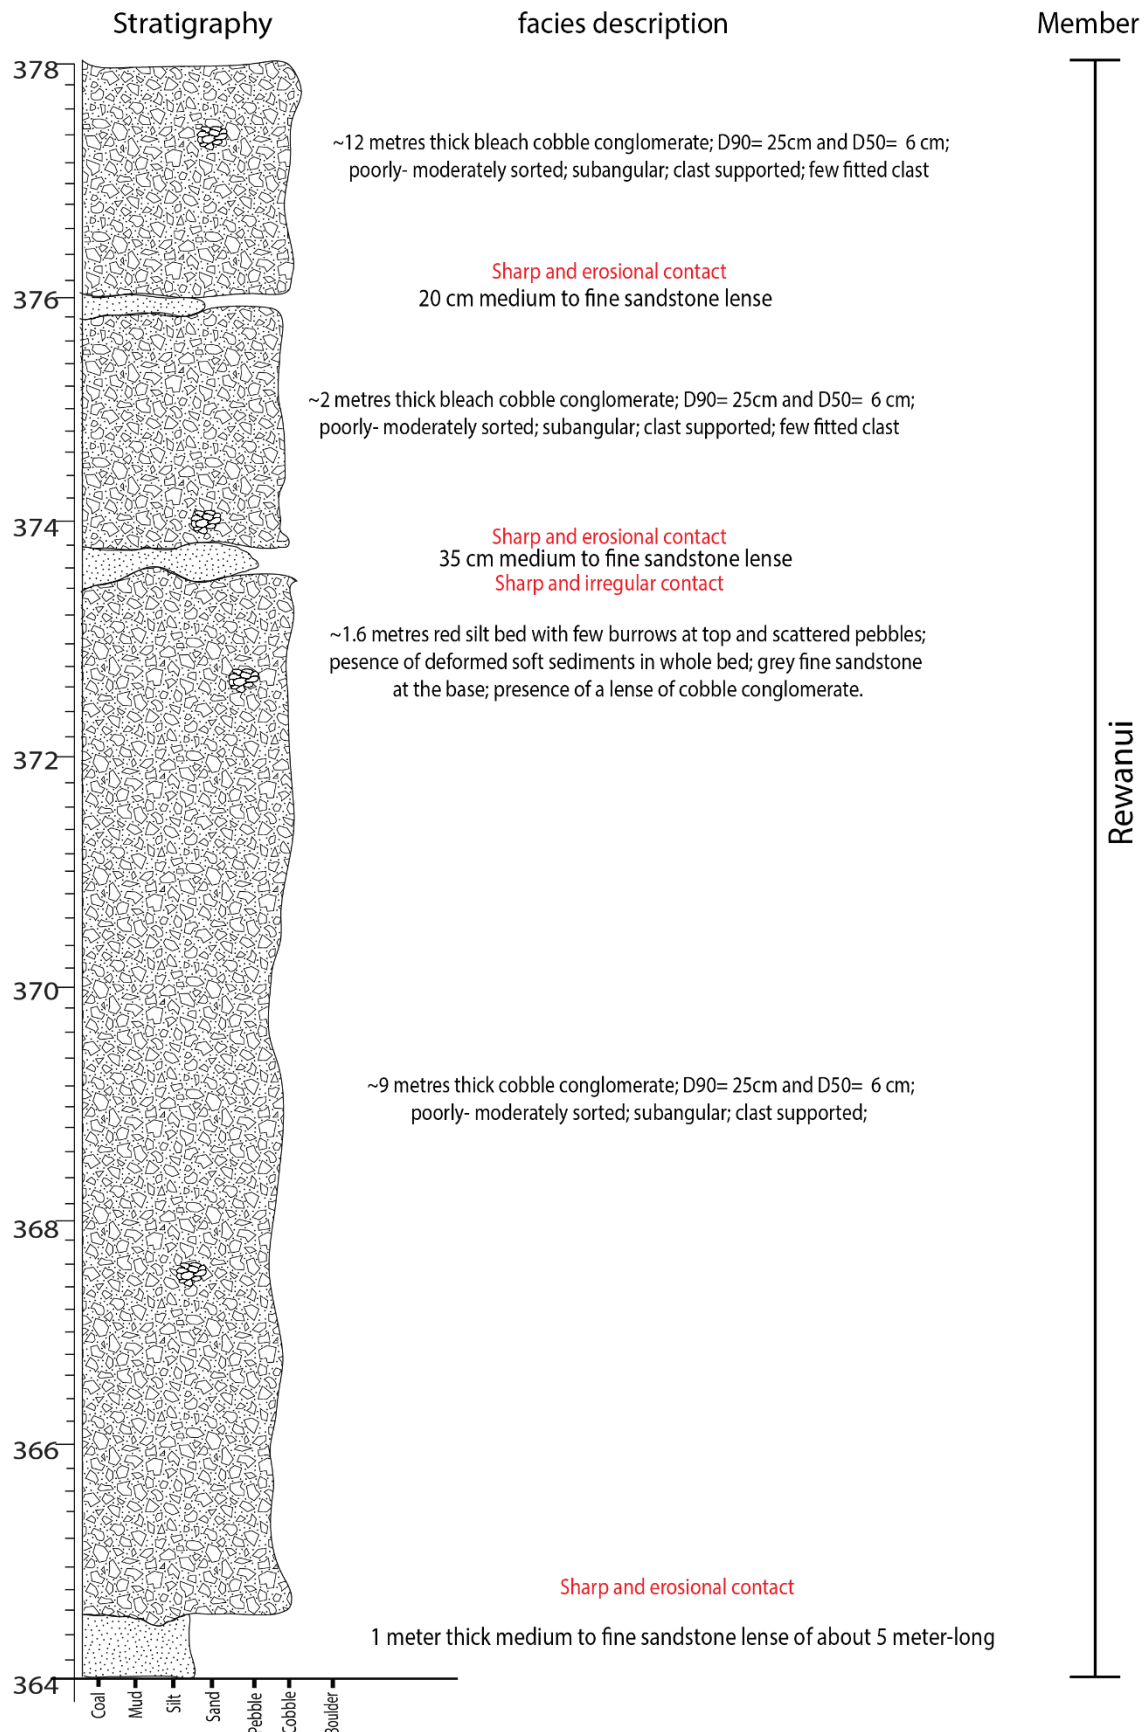 Stratigraphy facies description Member
378
~12 metres thick bleach cobble conglomerate; D90= 25cm and D50= 6 cm;
poorly- moderately sorted; subangular; clast supported; few fitted clast
Sharp and erosional contact
376
20 cm medium to fine sandstone lense
~2 metres thick bleach cobble conglomerate; D90= 25cm and D50= 6 cm;
poorly- moderately sorted; subangular; clast supported; few fitted clast
374
Sharp and erosional contact
35 cm medium to fine sandstone lense
Sharp and irregular contact
~1.6 metres red silt bed with few burrows at top and scattered pebbles;
pesence of deformed soft sediments in whole bed; grey fine sandstone
at the base; presence of a lense of cobble conglomerate.
372
Rewanui
370
~9 metres thick cobble conglomerate; D90= 25cm and D50= 6 cm;
poorly- moderately sorted; subangular; clast supported;
368
366
Sharp and erosional contact
1 meter thick medium to fine sandstone lense of about 5 meter-long
364
Coal
Mud
Silt
Sand
Pebble
Cobble
Boulder